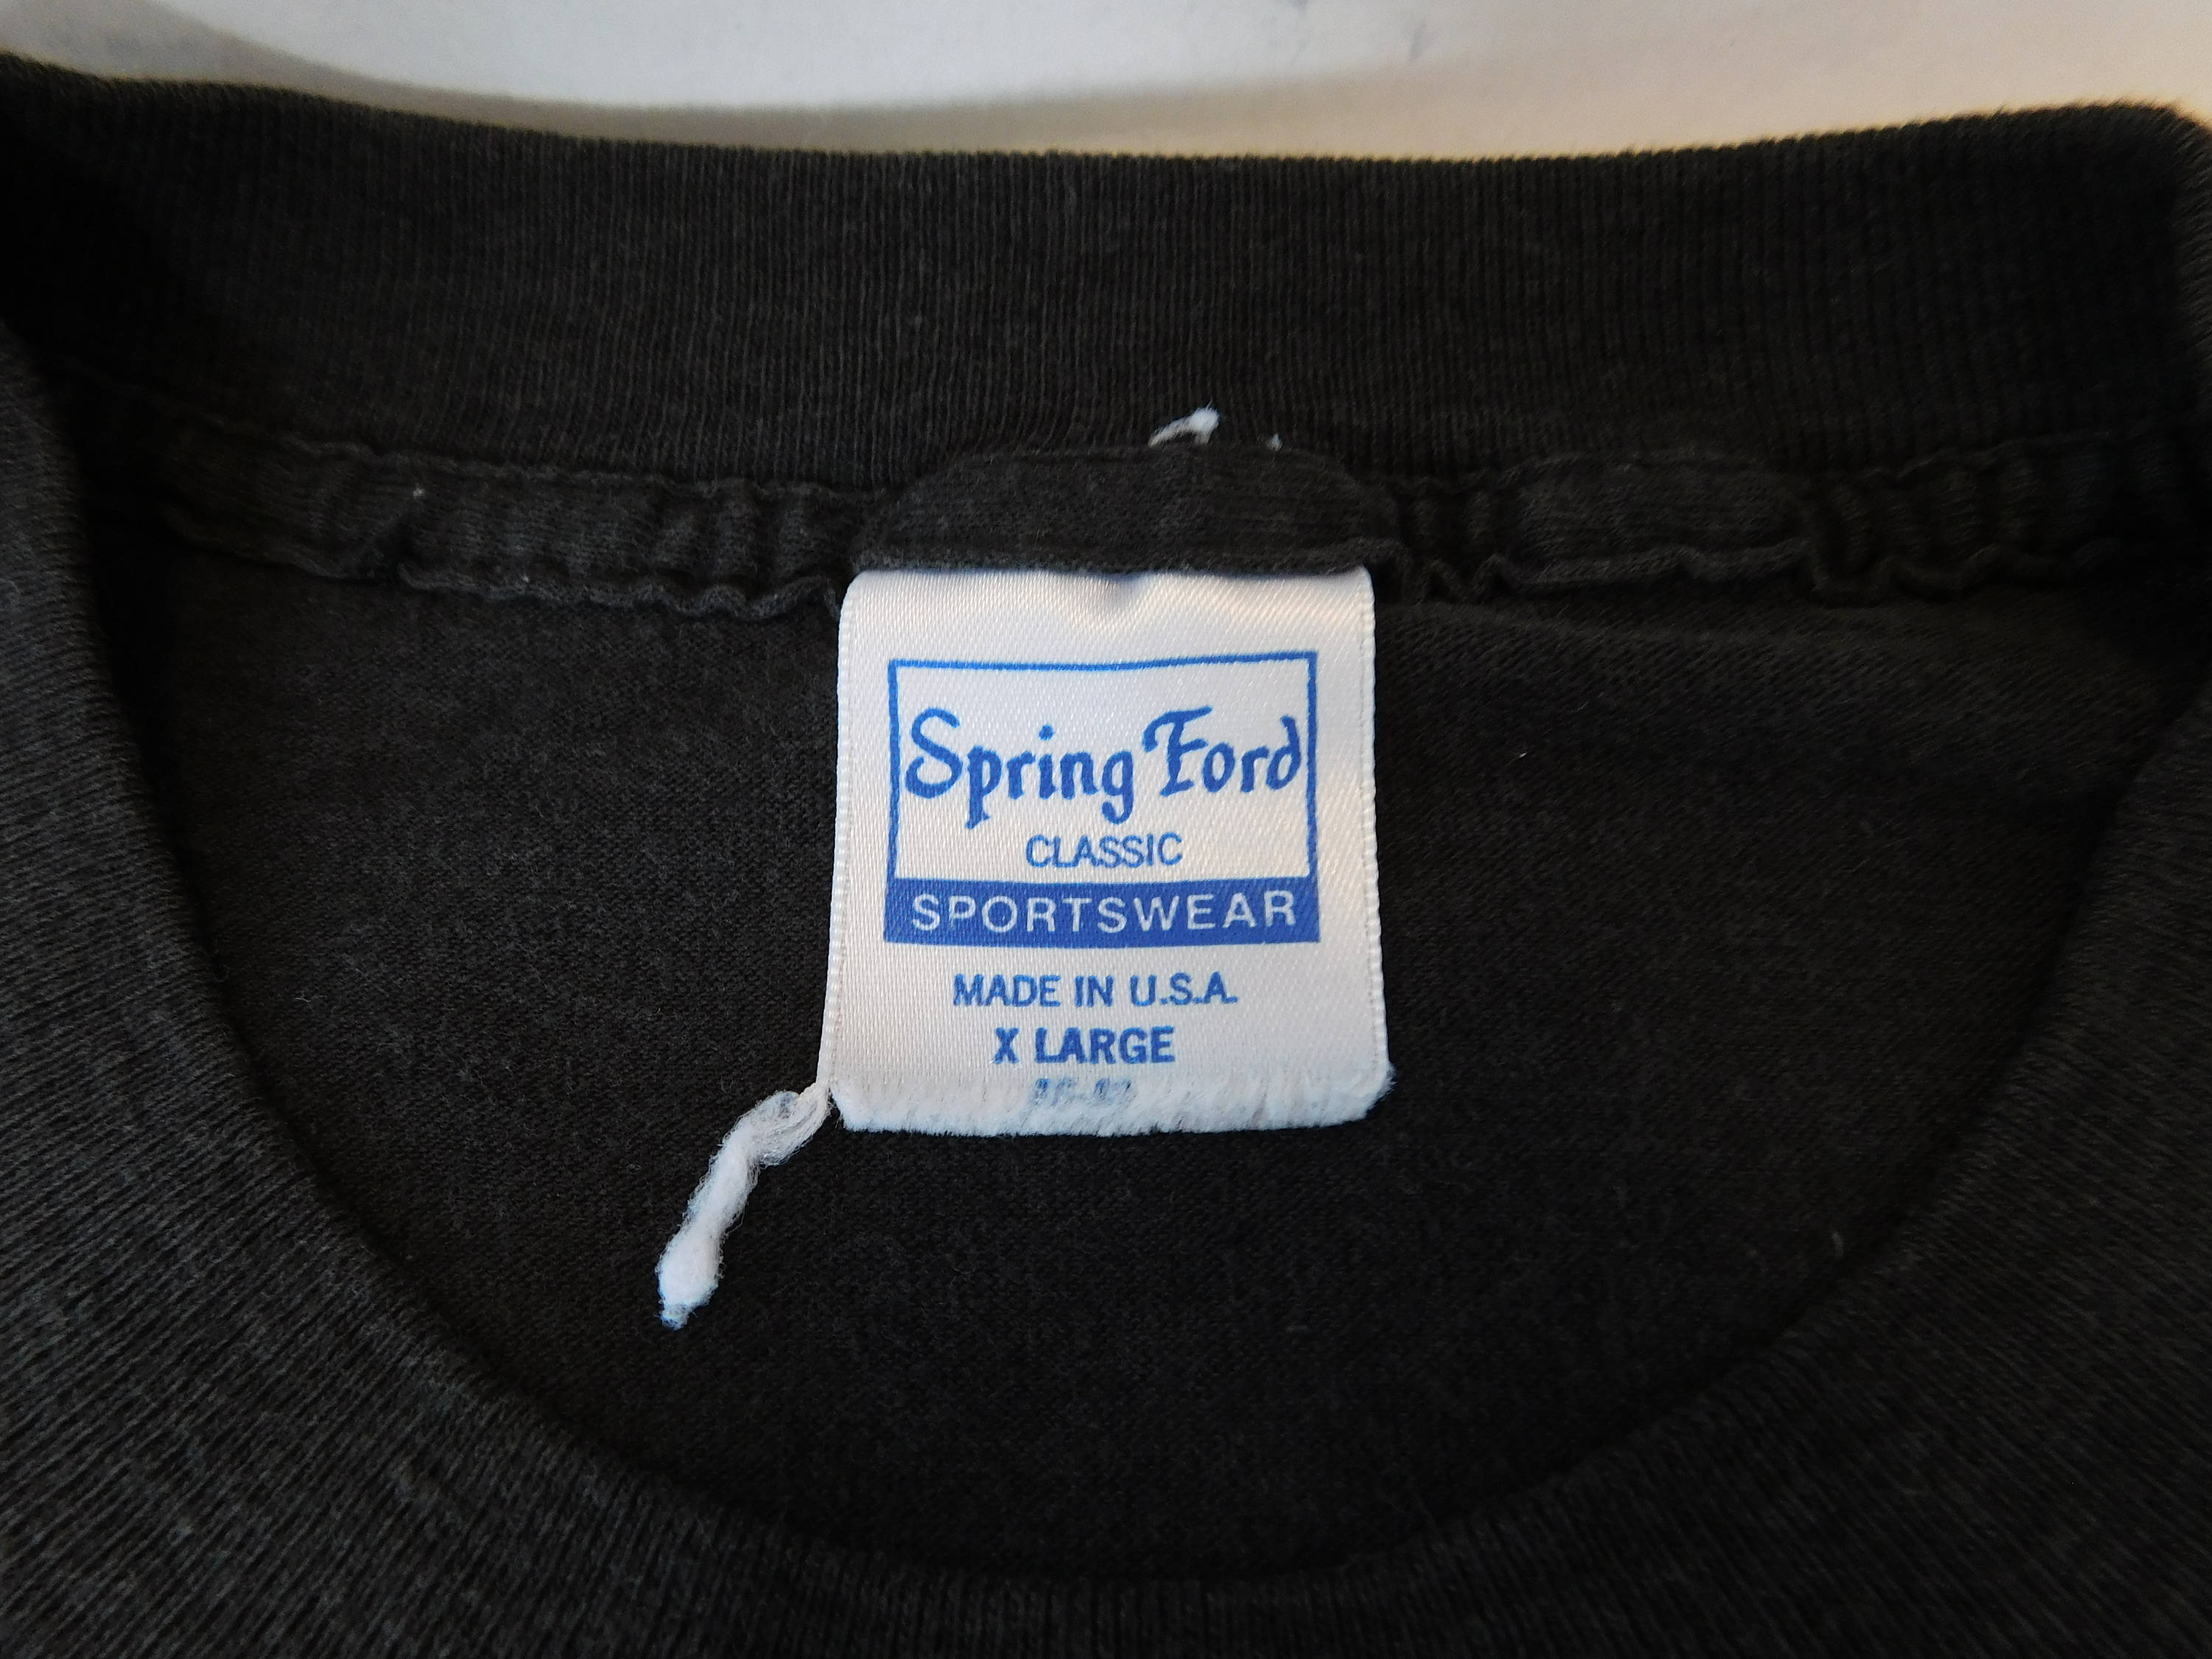 Spring Ford
CLASSIC
SPORTSWEAR
MADE IN U.S.A.
X LARGE